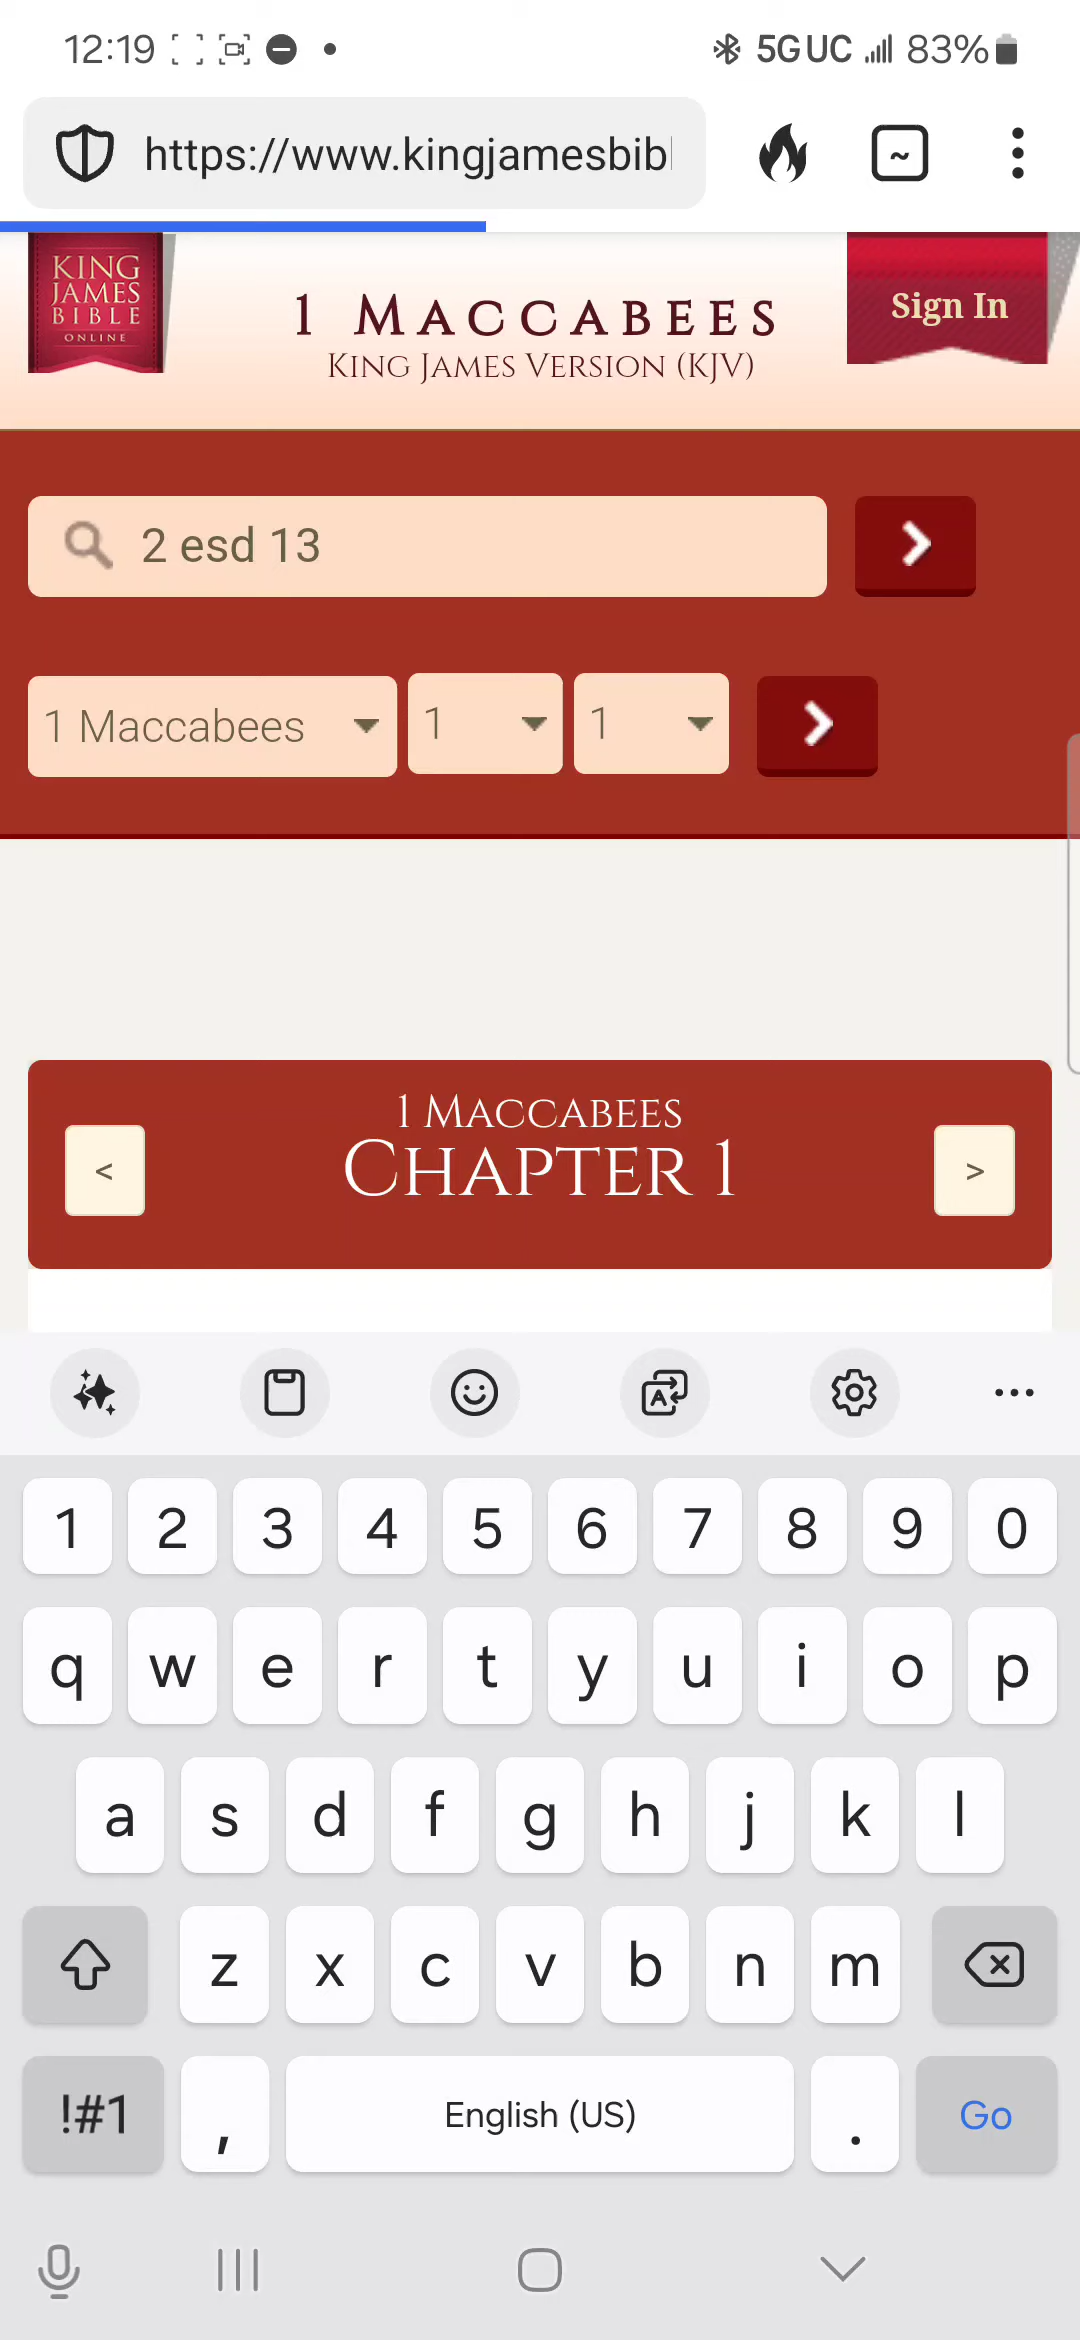 12:19
5G UC 83%
https://www.kingjamesbib
KING
JAMES
BIBLE
ONLINE
1 MACCABEES
KING JAMES VERSION (KJV)
Sign In
2 esd 13
1 Maccabees 1 1
1 MACCABEES
CHAPTER 1
<
>
1 2 3 4 5 6 7 8 9 0
q w e r t y u i o p
a s d f g h j k l
z x c v b n m
!#1 , English (US) . Go